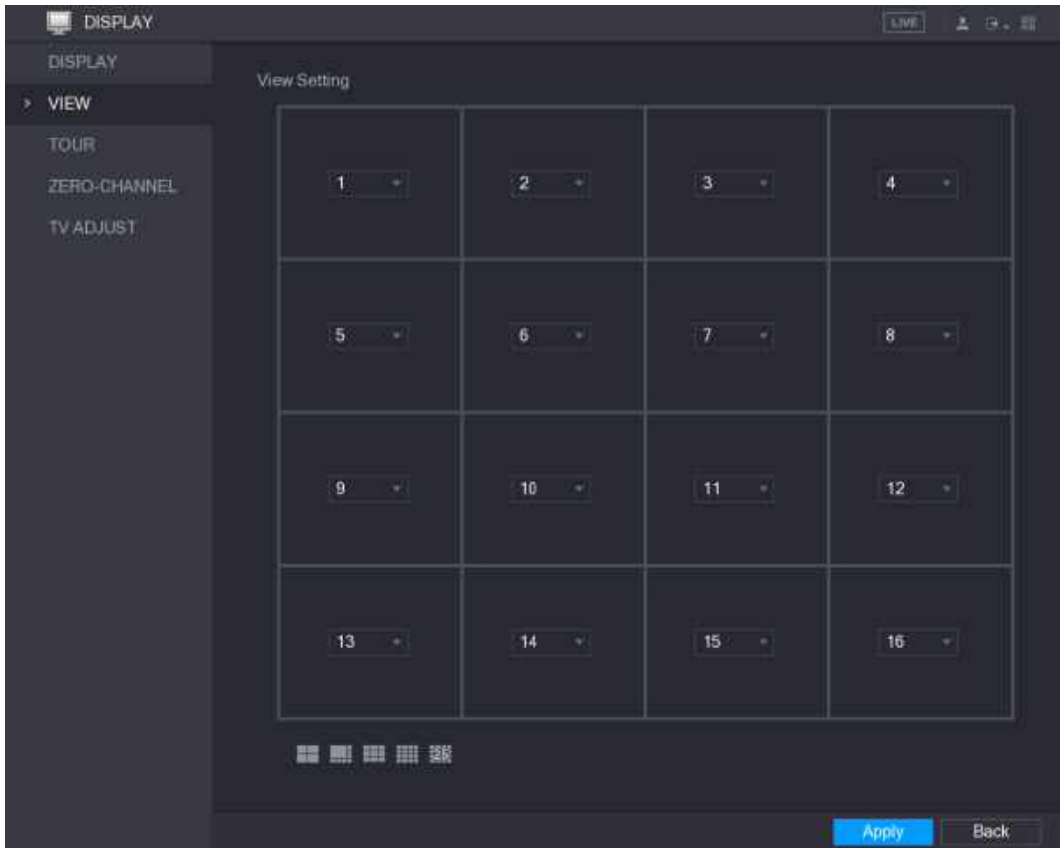 DISPLAY
LIVE
DISPLAY
VIEW
TOUR
ZERO-CHANNEL
TV ADJUST
View Setting
1 2 3 4
5 6 7 8
9 10 11 12
13 14 15 16
25
Apply Back